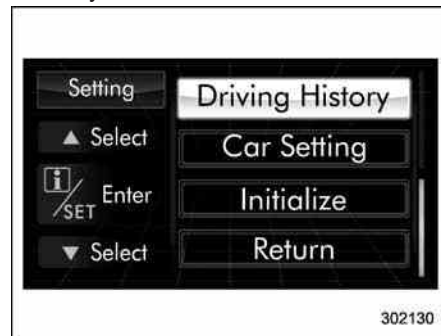 Setting
▲ Select
i/SET Enter
▼ Select
Driving History
Car Setting
Initialize
Return
302130